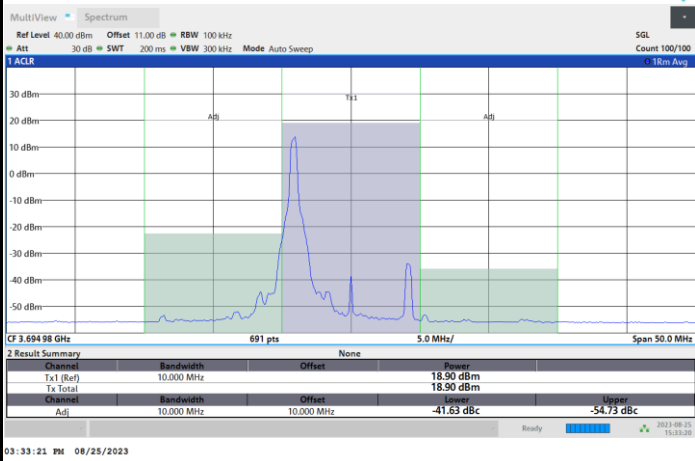 MultiView Spectrum
Ref Level 40.00 dBm Offset 11.00 dB RBW 100 kHz SGL
Att 30 dB SWT 200 ms VBW 300 kHz Mode Auto Sweep Count 100/100
1 ACLR 1Rm Avg
30 dBm
Tx1
20 dBm
Adj Adj
10 dBm
0 dBm
-10 dBm
-20 dBm
-30 dBm
-40 dBm
-50 dBm
CF 3.694 98 GHz 691 pts 5.0 MHz/ Span 50.0 MHz
2 Result Summary None
Channel Bandwidth Offset Power
Tx1 (Ref) 10.000 MHz 18.90 dBm
Tx Total 18.90 dBm
Channel Bandwidth Offset Lower Upper
Adj 10.000 MHz 10.000 MHz -41.63 dBc -54.73 dBc
Ready 2023-08-25
15:33:20
03:33:21 PM 08/25/2023